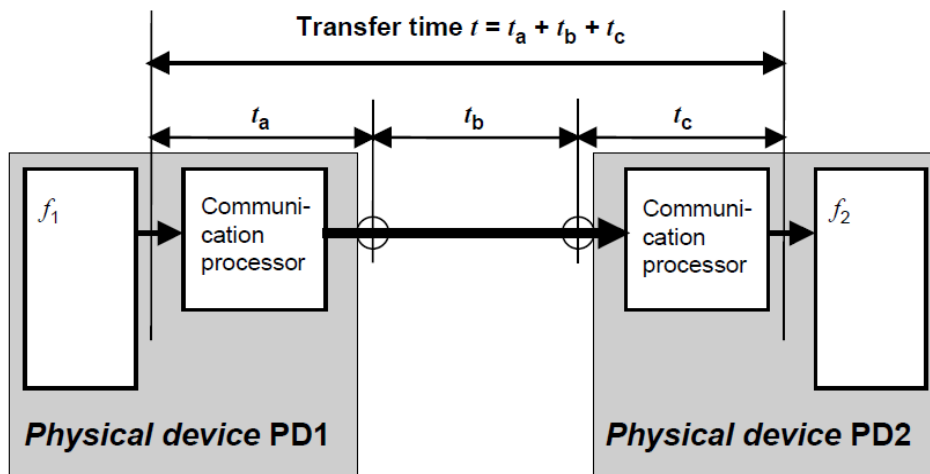 Transfer time t = ta + tb + tc
ta
tb
tc
f1
Communi-
cation
processor
Communi-
cation
processor
f2
Physical device PD1
Physical device PD2